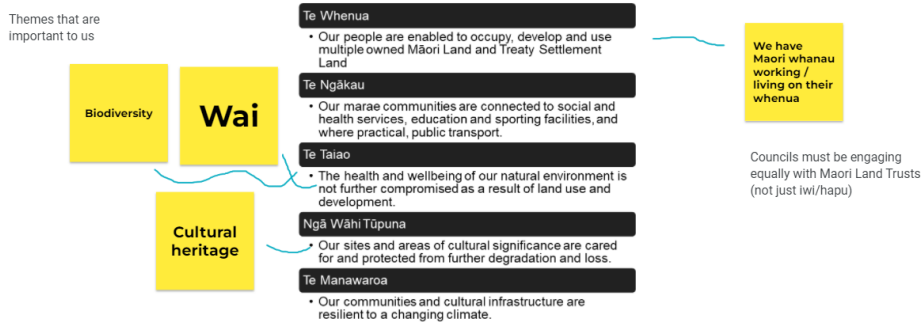 Themes that are
important to us
Biodiversity
Wai
Cultural
heritage
Te Whenua
• Our people are enabled to occupy, develop and use
multiple owned Māori Land and Treaty Settlement
Land
Te Ngākau
• Our marae communities are connected to social and
health services, education and sporting facilities, and
where practical, public transport.
Te Taiao
• The health and wellbeing of our natural environment is
not further compromised as a result of land use and
development.
Ngā Wāhi Tūpuna
• Our sites and areas of cultural significance are cared
for and protected from further degradation and loss.
Te Manawaroa
• Our communities and cultural infrastructure are
resilient to a changing climate.
We have
Maori whanau
working /
living on their
whenua
Councils must be engaging
equally with Maori Land Trusts
(not just iwi/hapu)